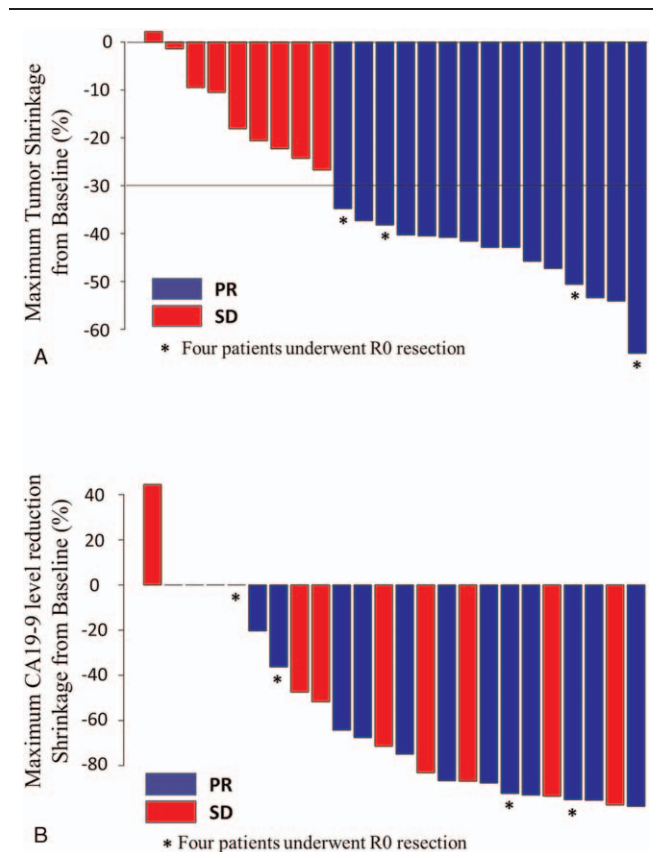 Maximum Tumor Shrinkage
from Baseline (%)
0
-10
-20
-30
-40
-50
-60
*
*
*
*
PR
SD
* Four patients underwent R0 resection
A
Maximum CA19-9 level reduction
Shrinkage from Baseline (%)
40
20
0
-20
-40
-60
-80
*
*
*
*
PR
SD
* Four patients underwent R0 resection
B